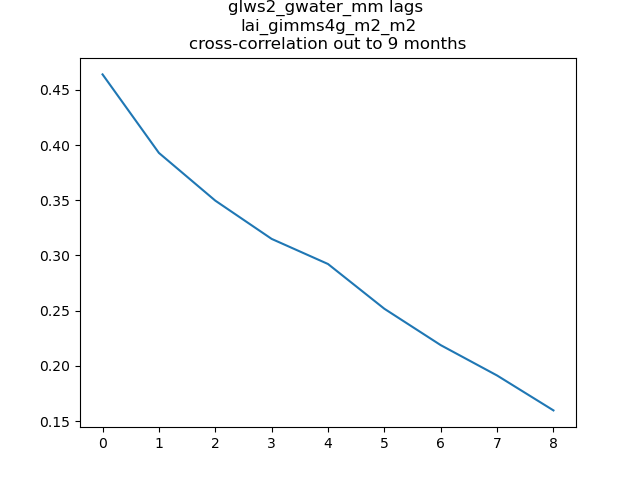 glws2_gwater_mm lags
lai_gimms4g_m2_m2
cross-correlation out to 9 months
0.45
0.40
0.35
0.30
0.25
0.20
0.15
0 1 2 3 4 5 6 7 8